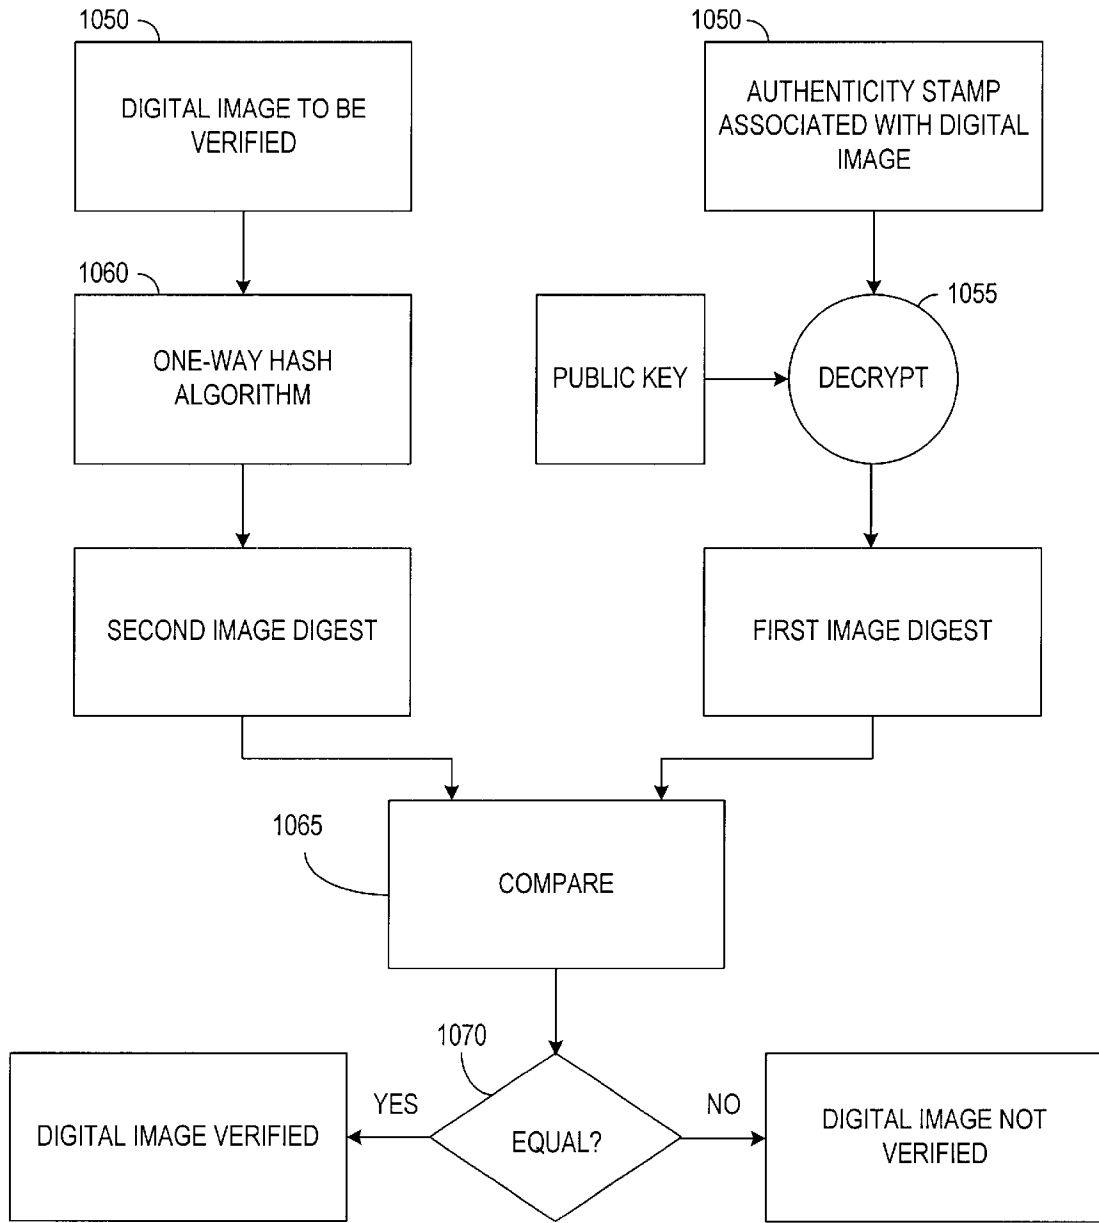 1050
DIGITAL IMAGE TO BE
VERIFIED
1050
AUTHENTICITY STAMP
ASSOCIATED WITH DIGITAL
IMAGE
1060
ONE-WAY HASH
ALGORITHM
PUBLIC KEY
1055
DECRYPT
SECOND IMAGE DIGEST
FIRST IMAGE DIGEST
1065
COMPARE
1070
EQUAL?
YES
DIGITAL IMAGE VERIFIED
NO
DIGITAL IMAGE NOT
VERIFIED